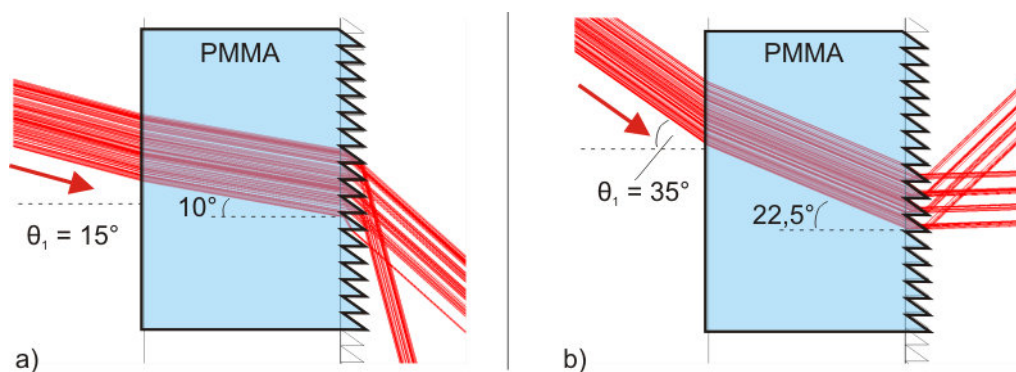 PMMA
10°
θ₁ = 15°
a)
PMMA
θ₁ = 35°
22,5°
b)